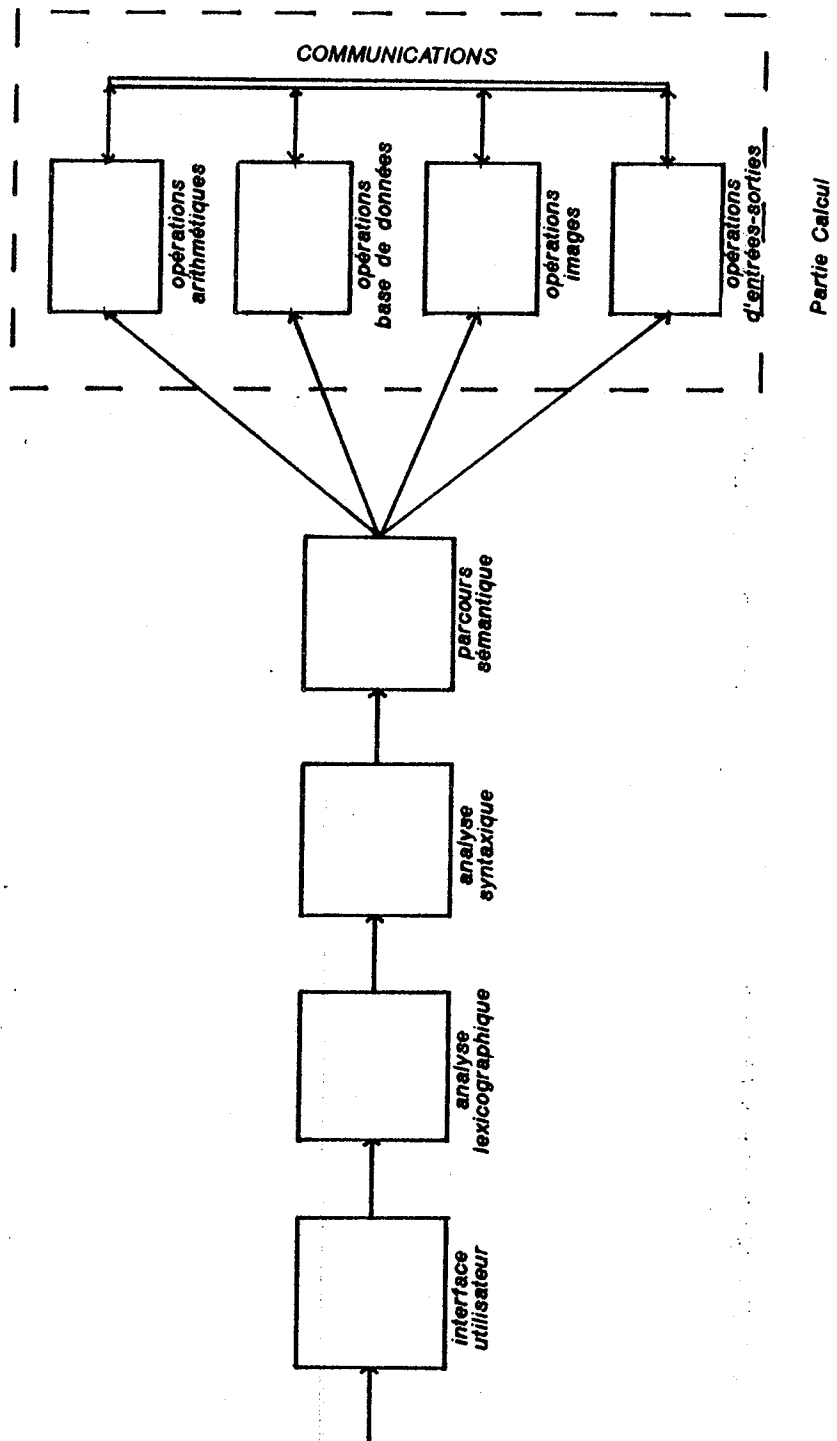 COMMUNICATIONS
opérations
arithmétiques
opérations
base de données
opérations
images
opérations
d'entrées-sorties
Partie Calcul
parcours
sémantique
analyse
syntaxique
analyse
lexicographique
interface
utilisateur